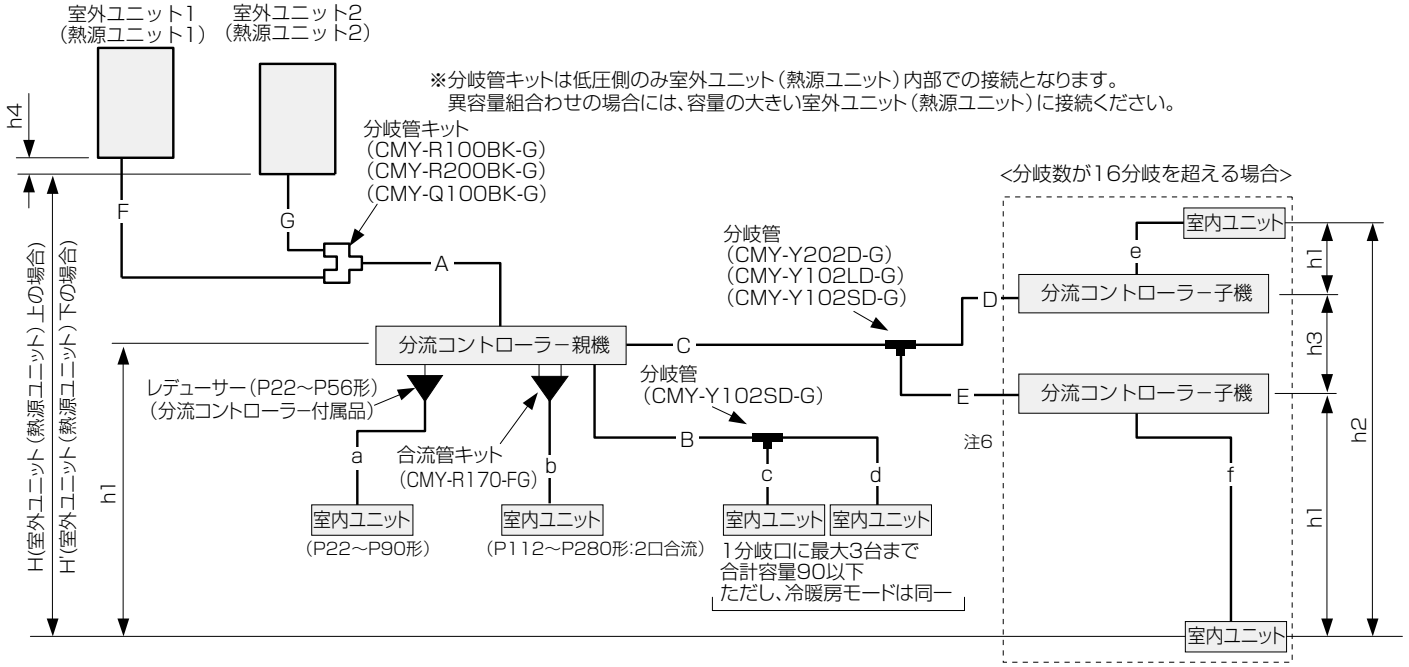 室外ユニット1
(熱源ユニット1)
室外ユニット2
(熱源ユニット2)
※分岐管キットは低圧側のみ室外ユニット(熱源ユニット)内部での接続となります。
異容量組合わせの場合には、容量の大きい室外ユニット(熱源ユニット)に接続ください。
h4
分岐管キット
(CMY-R100BK-G)
(CMY-R200BK-G)
(CMY-Q100BK-G)
F
G
A
<分岐数が16分岐を超える場合>
室内ユニット
e
h1
分岐管
(CMY-Y202D-G)
(CMY-Y102LD-G)
(CMY-Y102SD-G)
D
分流コントローラー子機
h3
H(室外ユニット(熱源ユニット)上の場合)
H'(室外ユニット(熱源ユニット)下の場合)
分流コントローラー親機
C
h1
レデューサー(P22～P56形)
(分流コントローラー付属品)
分岐管
(CMY-Y102SD-G)
E
分流コントローラー子機
h2
B
注6
a
合流管キット
(CMY-R170-FG)
b
c
d
f
h1
室内ユニット
(P22～P90形)
室内ユニット
(P112～P280形:2口合流)
室内ユニット
室内ユニット
1分岐口に最大3台まで
合計容量90以下
ただし、冷暖房モードは同一
室内ユニット